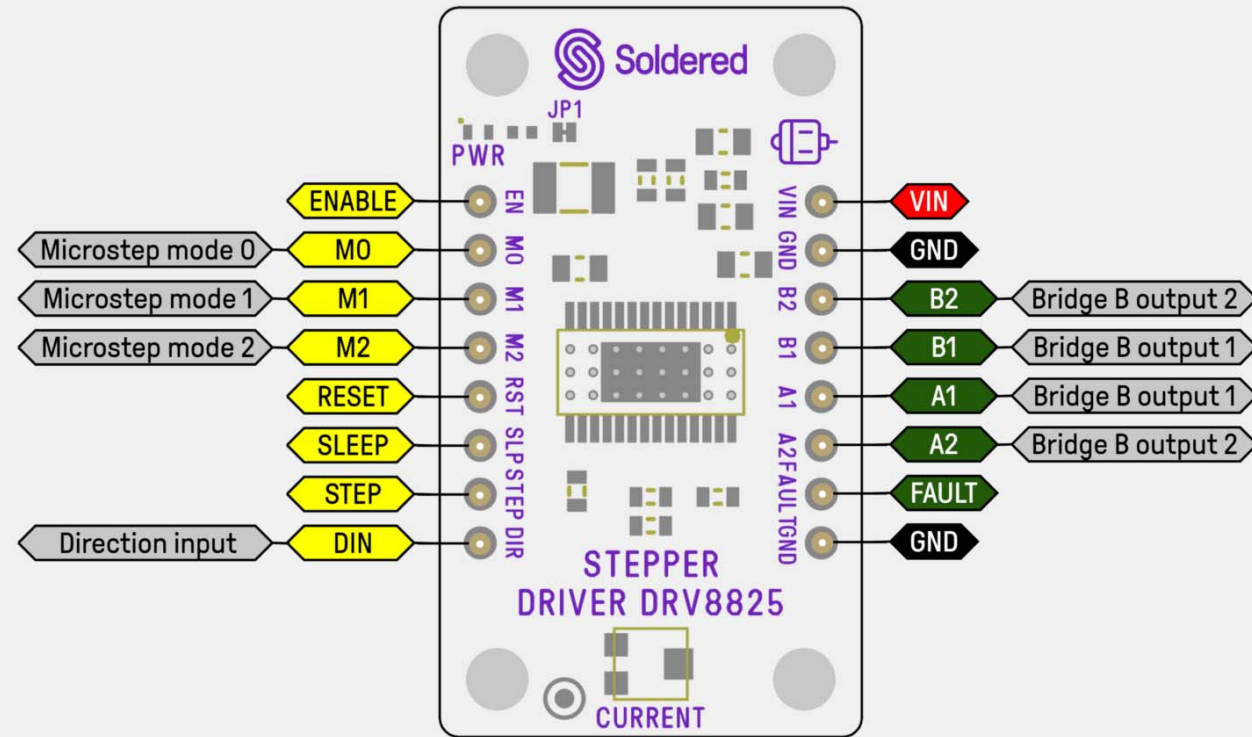 Soldered
JP1
PWR
ENABLE EN VIN VIN
Microstep mode 0 M0 M0 GND GND
Microstep mode 1 M1 M1 B2 B2 Bridge B output 2
Microstep mode 2 M2 M2 B1 B1 Bridge B output 1
RESET RST A1 A1 Bridge B output 1
SLEEP SLP A2 A2 Bridge B output 2
STEP STEP FAULT FAULT
Direction input DIN DIR GND GND
STEPPER
DRIVER DRV8825
CURRENT